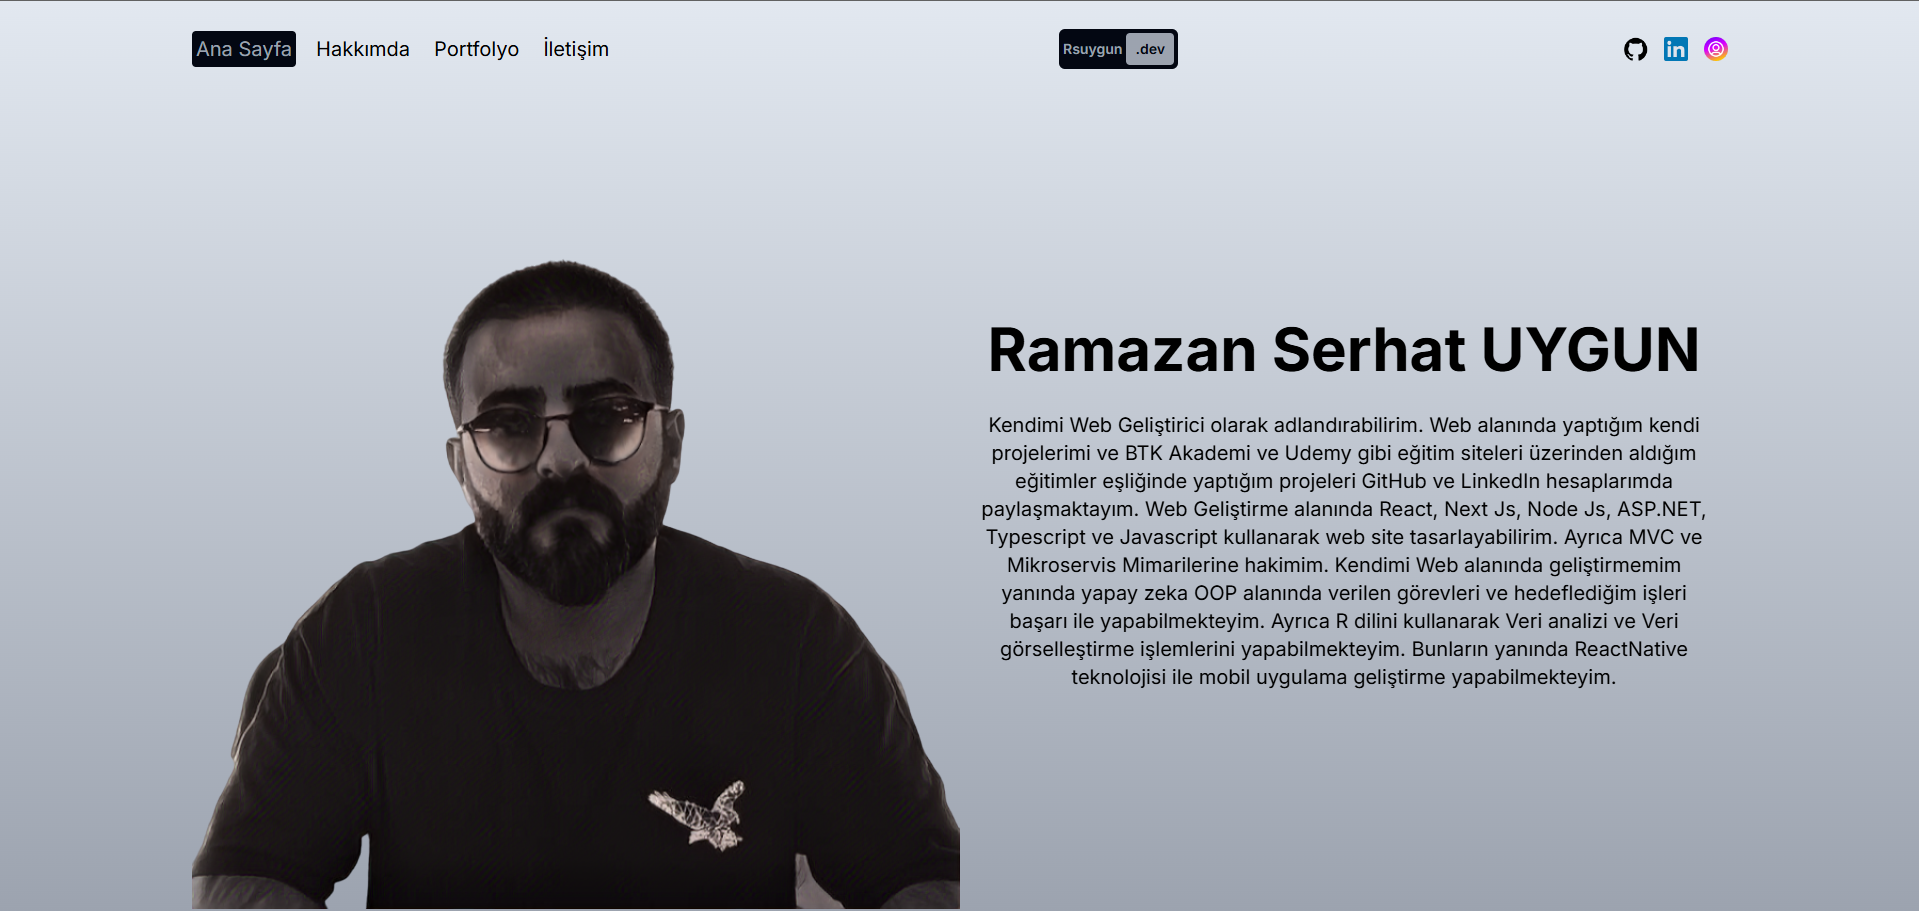 Ana Sayfa Hakkımda Portfolyo İletişim Rsuygun .dev in
Ramazan Serhat UYGUN
Kendimi Web Geliştirici olarak adlandırabilirim. Web alanında yaptığım kendi
projelerimi ve BTK Akademi ve Udemy gibi eğitim siteleri üzerinden aldığım
eğitimler eşliğinde yaptığım projeleri GitHub ve LinkedIn hesaplarımda
paylaşmaktayım. Web Geliştirme alanında React, Next Js, Node Js, ASP.NET,
Typescript ve Javascript kullanarak web site tasarlayabilirim. Ayrıca MVC ve
Mikroservis Mimarilerine hakimim. Kendimi Web alanında geliştirmemim
yanında yapay zeka OOP alanında verilen görevleri ve hedeflediğim işleri
başarı ile yapabilmekteyim. Ayrıca R dilini kullanarak Veri analizi ve Veri
görselleştirme işlemlerini yapabilmekteyim. Bunların yanında ReactNative
teknolojisi ile mobil uygulama geliştirme yapabilmekteyim.